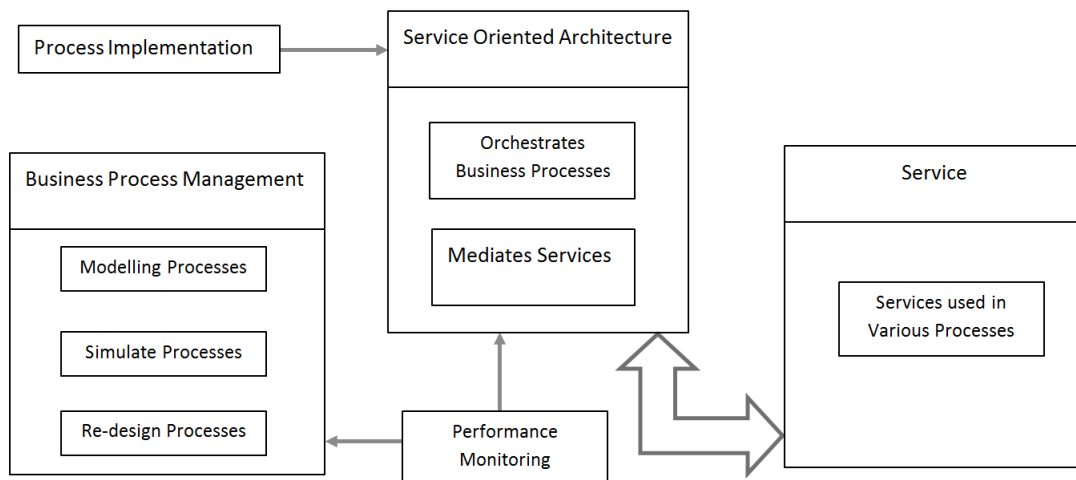 Process Implementation
Service Oriented Architecture
Orchestrates
Business Processes
Mediates Services
Business Process Management
Modelling Processes
Simulate Processes
Re-design Processes
Performance
Monitoring
Service
Services used in
Various Processes